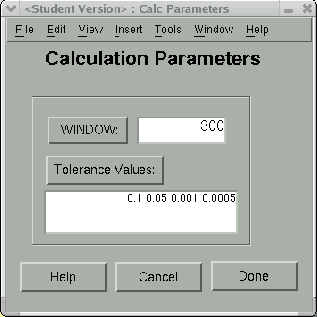 <Student Version> : Calc Parameters
File Edit View Insert Tools Window Help
Calculation Parameters
WINDOW: 300
Tolerance Values:
0.1 0.05 0.001 0.0005
Help Cancel Done